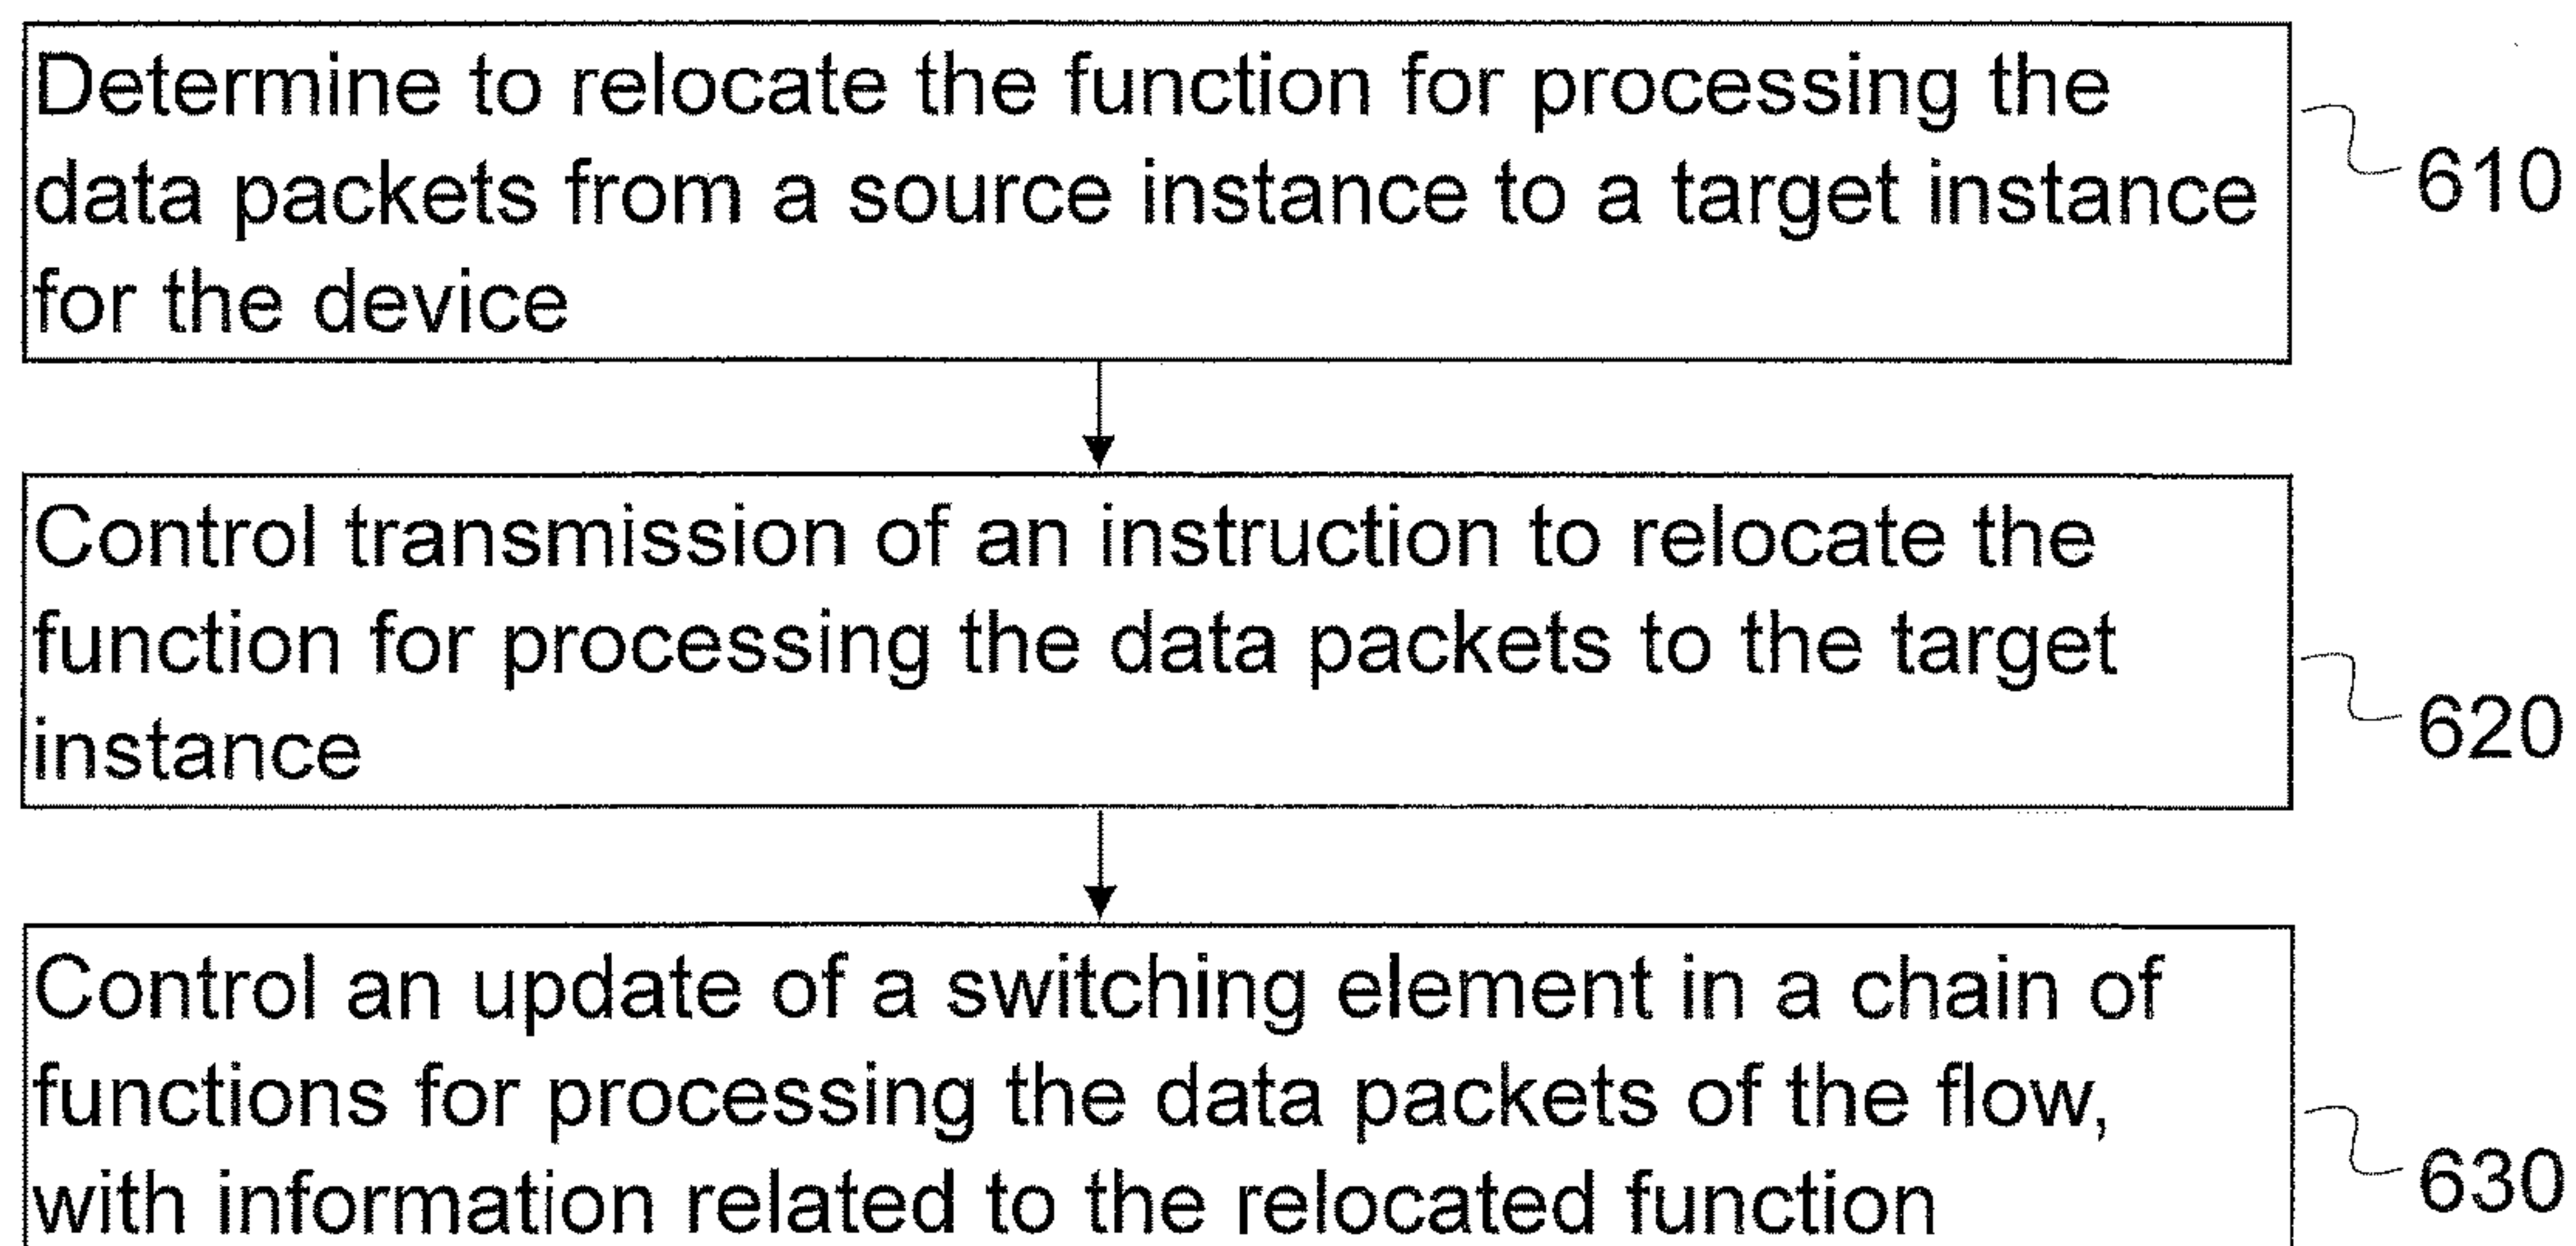 Determine to relocate the function for processing the
data packets from a source instance to a target instance
for the device
610
Control transmission of an instruction to relocate the
function for processing the data packets to the target
instance
620
Control an update of a switching element in a chain of
functions for processing the data packets of the flow,
with information related to the relocated function
630